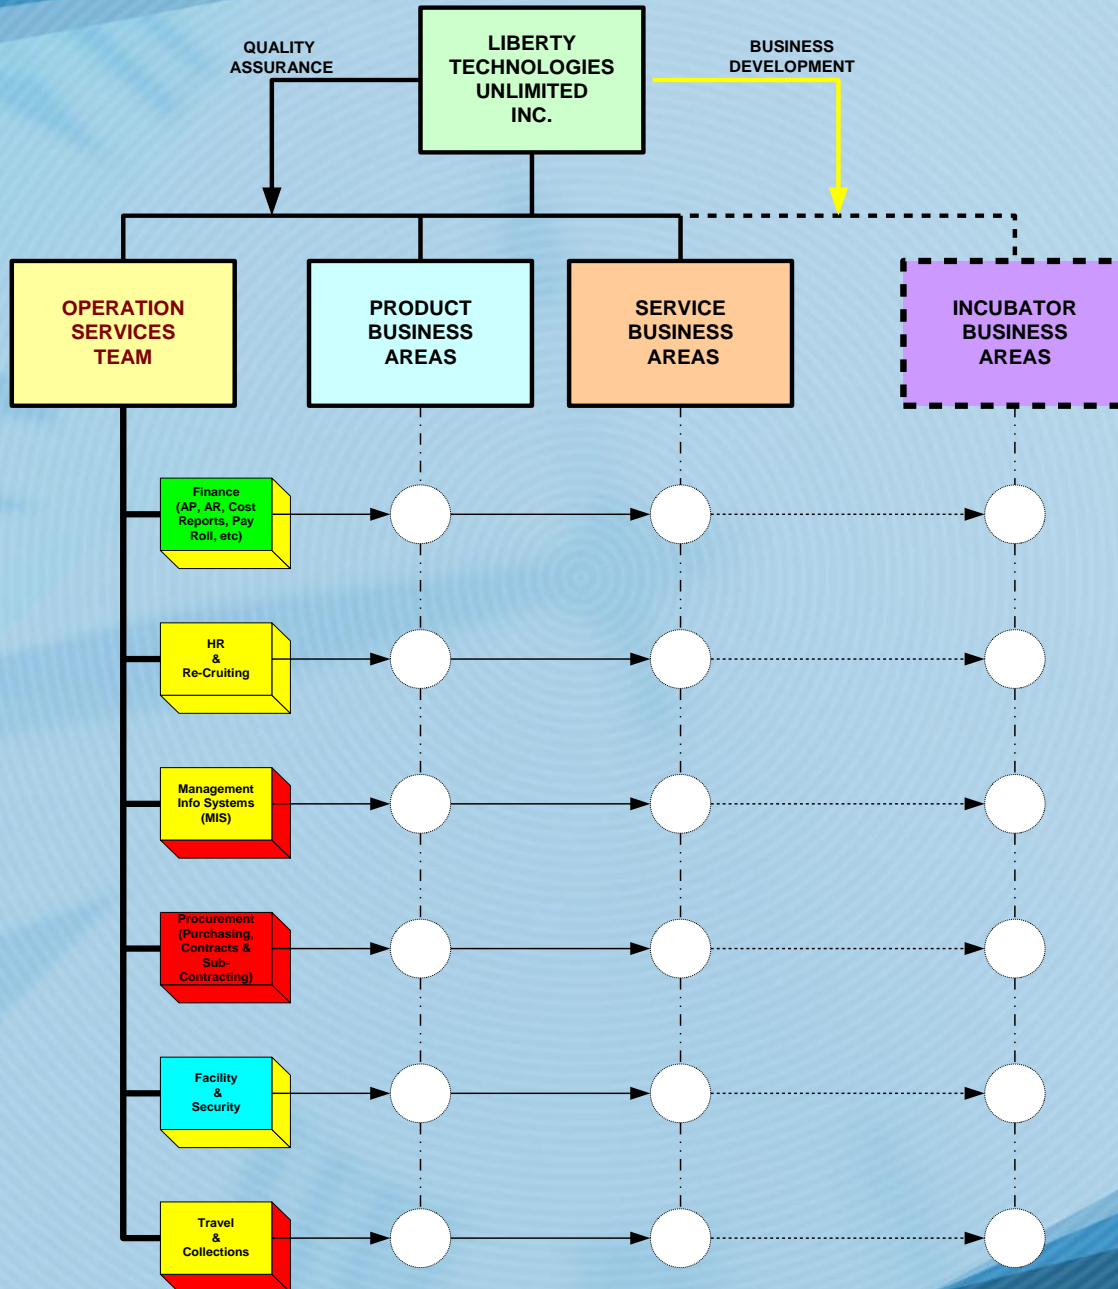 QUALITY
ASSURANCE
LIBERTY
TECHNOLOGIES
UNLIMITED
INC.
BUSINESS
DEVELOPMENT
OPERATION
SERVICES
TEAM
PRODUCT
BUSINESS
AREAS
SERVICE
BUSINESS
AREAS
INCUBATOR
BUSINESS
AREAS
Finance
(AP, AR, Cost
Reports, Pay
Roll, etc)
HR
&
Re-Cruiting
Management
Info Systems
(MIS)
Procurement
(Purchasing,
Contracts &
Sub-
Contracting)
Facility
&
Security
Travel
&
Collections